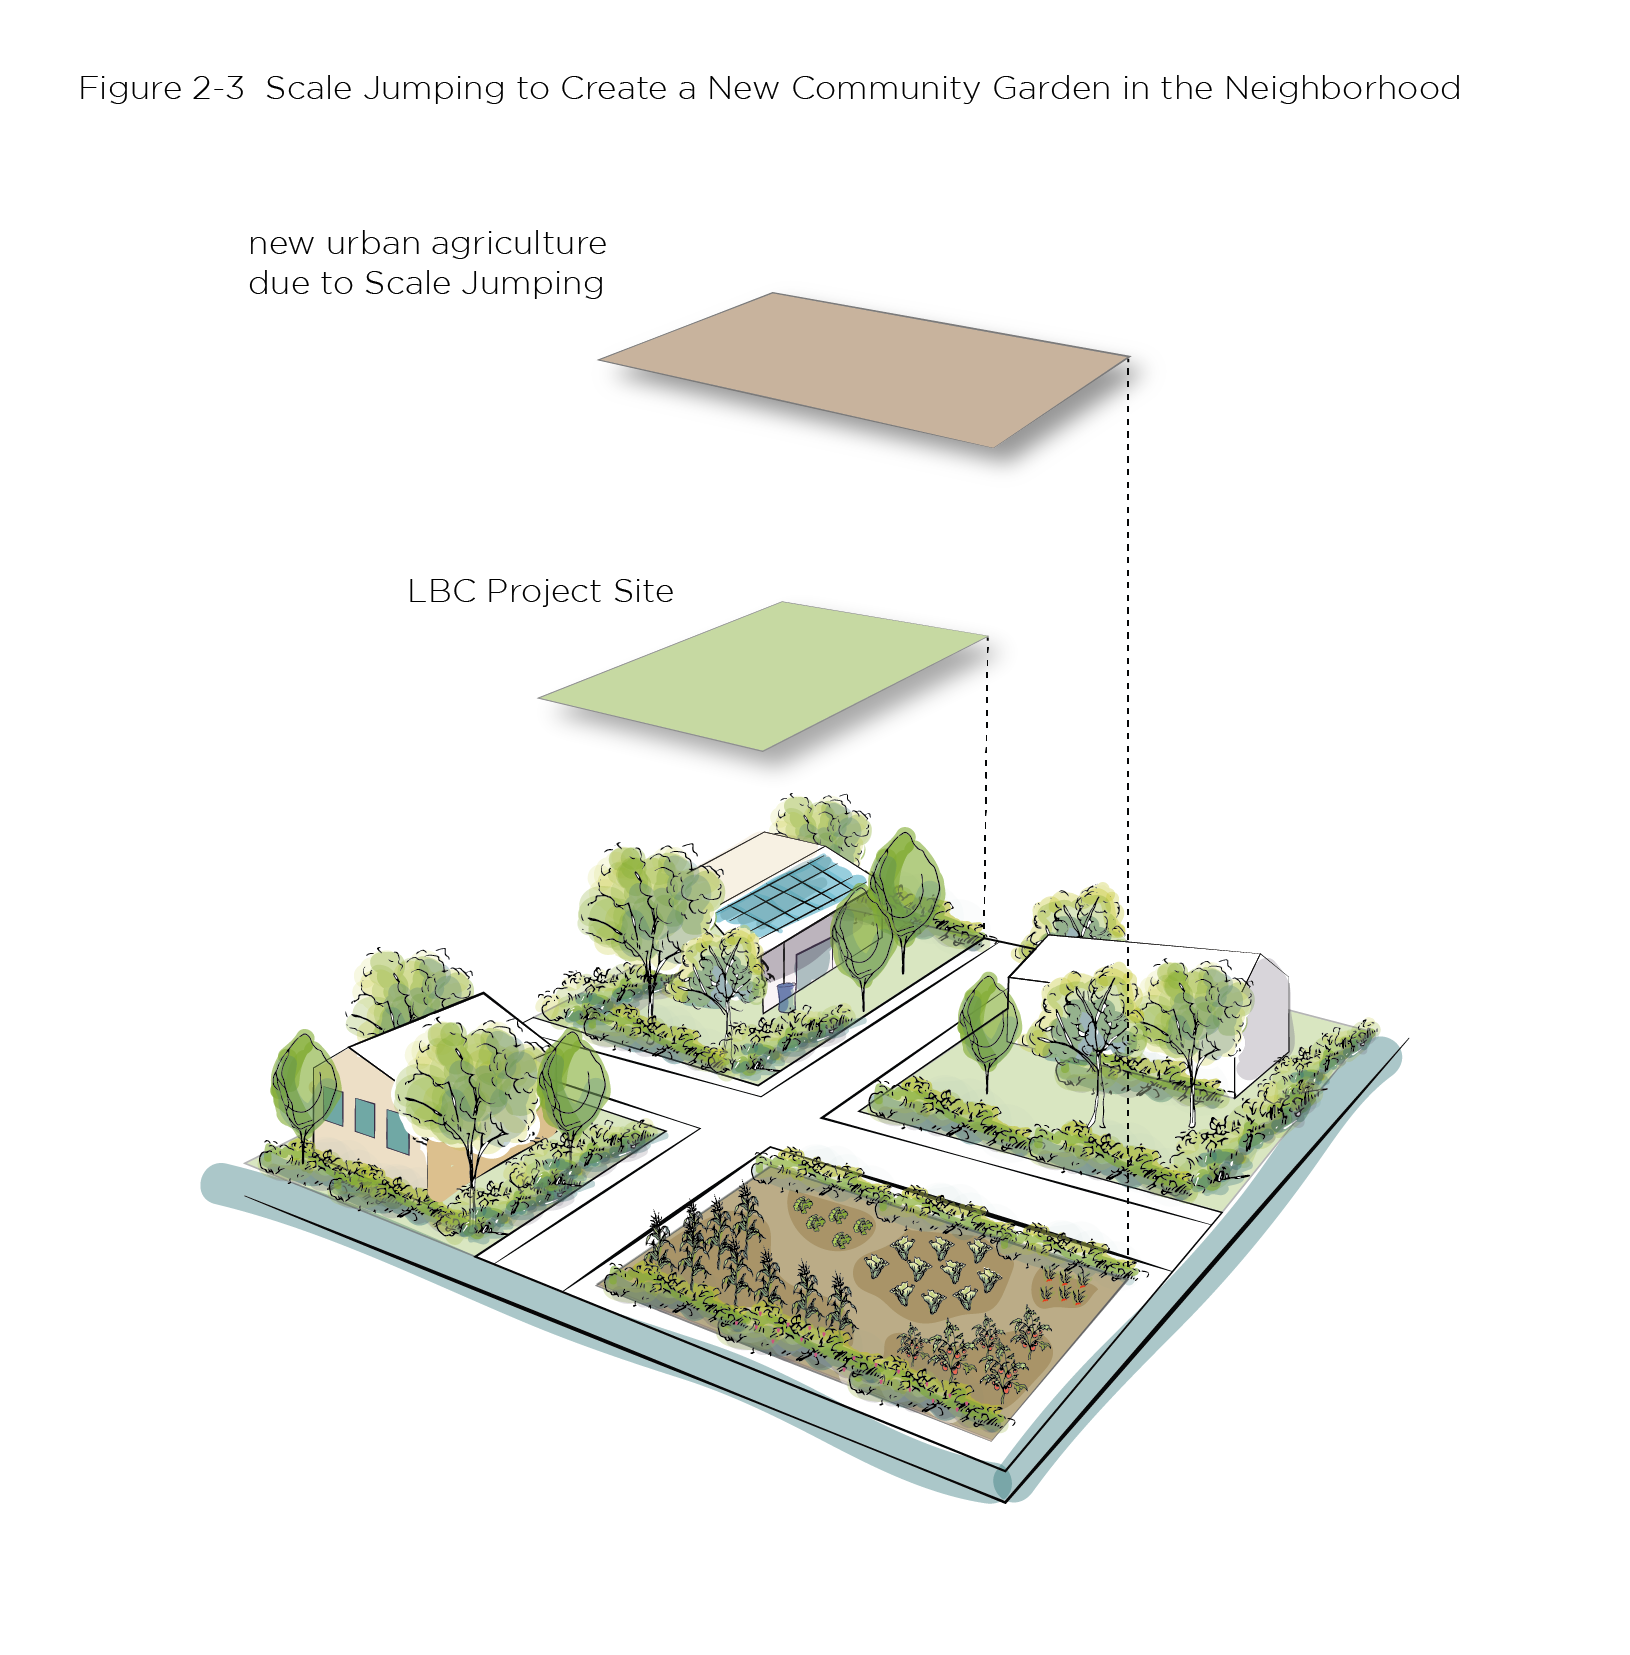 Figure 2-3 Scale Jumping to Create a New Community Garden in the Neighborhood
new urban agriculture
due to Scale Jumping
LBC Project Site